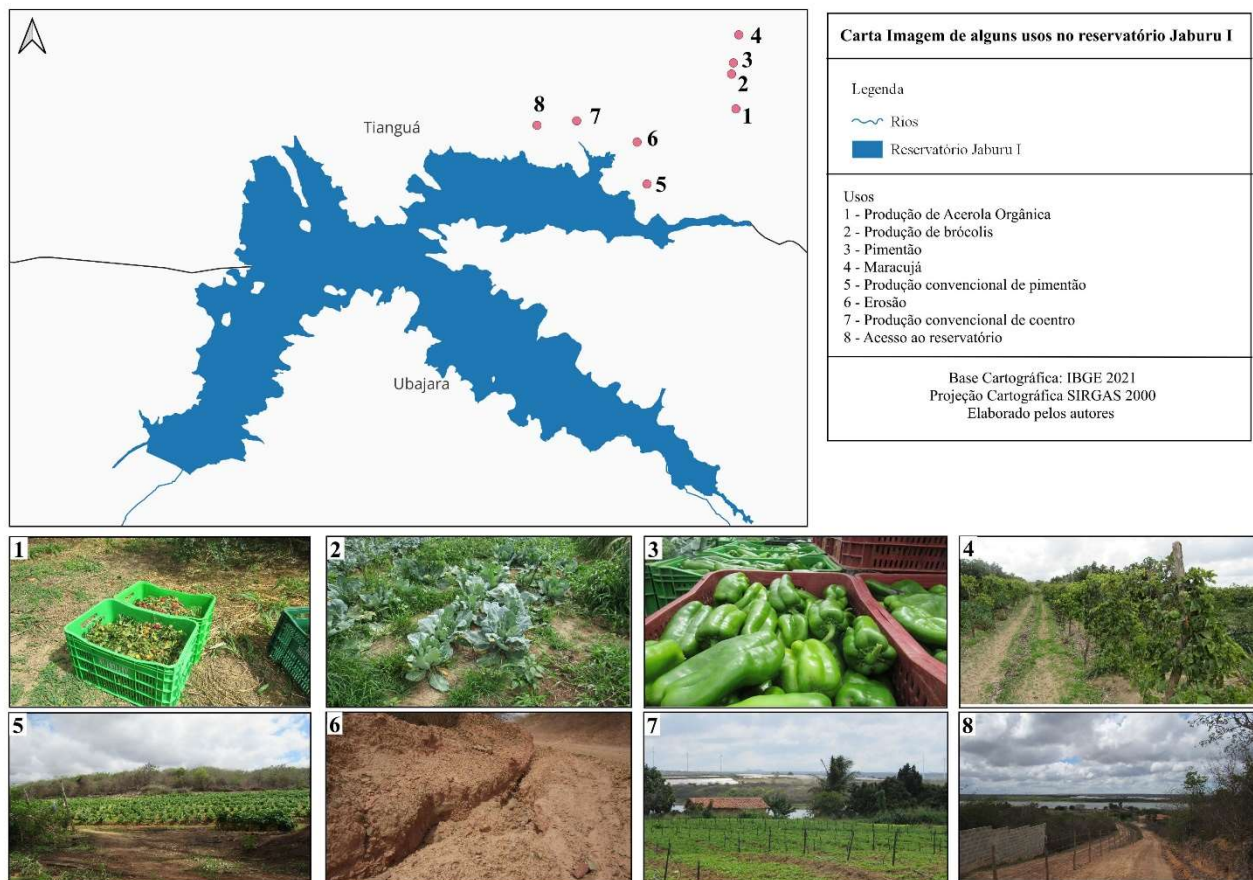 4
3
2
1
8
7
6
5
Tianguá
Ubajara
Carta Imagem de alguns usos no reservatório Jaburu I
Legenda
Rios
Reservatório Jaburu I
Usos
1 - Produção de Acerola Orgânica
2 - Produção de brócolis
3 - Pimentão
4 - Maracujá
5 - Produção convencional de pimentão
6 - Erosão
7 - Produção convencional de coentro
8 - Acesso ao reservatório
Base Cartográfica: IBGE 2021
Projeção Cartográfica SIRGAS 2000
Elaborado pelos autores
1
2
3
4
5
6
7
8